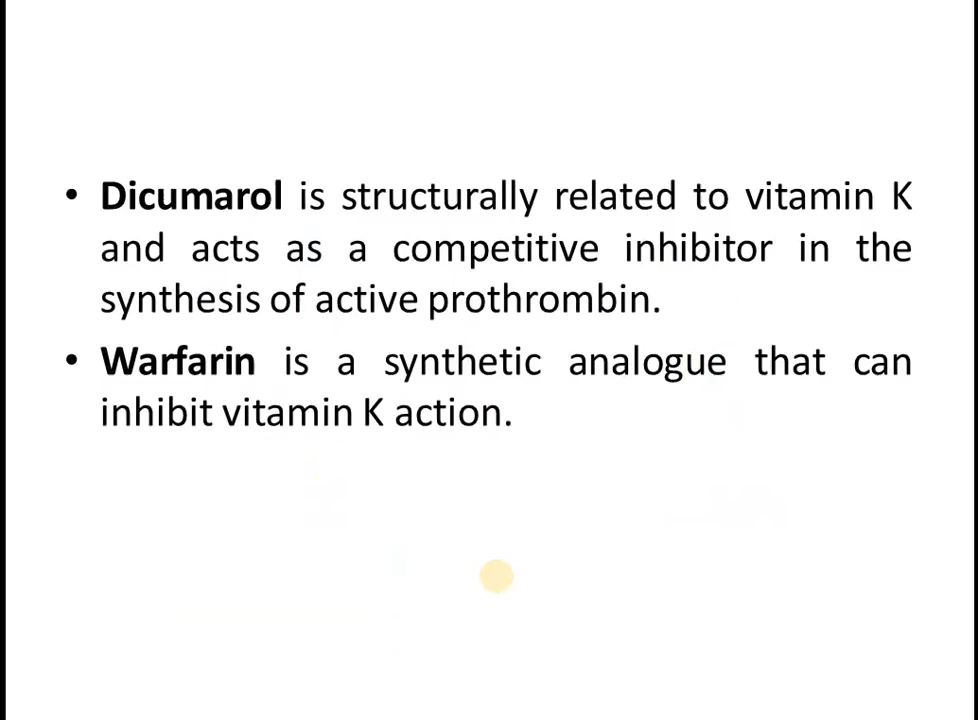 • Dicumarol is structurally related to vitamin K
and acts as a competitive inhibitor in the
synthesis of active prothrombin.
• Warfarin is a synthetic analogue that can
inhibit vitamin K action.